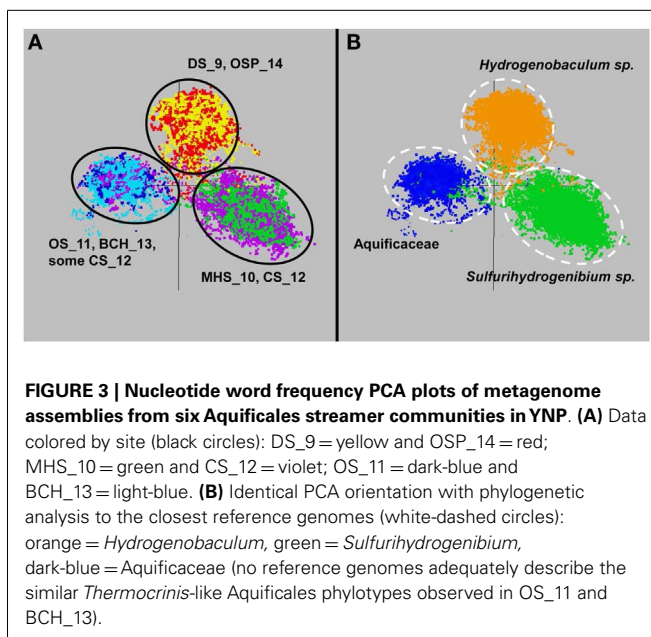 A
DS_9, OSP_14
OS_11, BCH_13,
some CS_12
MHS_10, CS_12
B
Hydrogenobaculum sp.
Aquificaceae
Sulfurihydrogenibium sp.
FIGURE 3 | Nucleotide word frequency PCA plots of metagenome
assemblies from six Aquificales streamer communities in YNP. (A) Data
colored by site (black circles): DS_9 = yellow and OSP_14 = red;
MHS_10 = green and CS_12 = violet; OS_11 = dark-blue and
BCH_13 = light-blue. (B) Identical PCA orientation with phylogenetic
analysis to the closest reference genomes (white-dashed circles):
orange = Hydrogenobaculum, green = Sulfurihydrogenibium,
dark-blue = Aquificaceae (no reference genomes adequately describe the
similar Thermocrinis-like Aquificales phylotypes observed in OS_11 and
BCH_13).